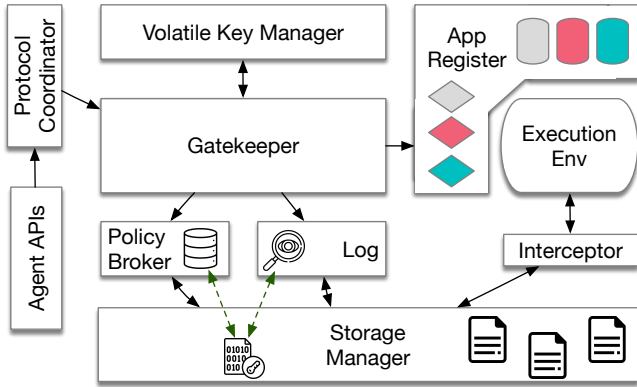 Protocol
Coordinator
Volatile Key Manager
App
Register
Gatekeeper
Execution
Env
Agent APIs
Policy
Broker
Log
Interceptor
Storage
Manager
01010
0010
010